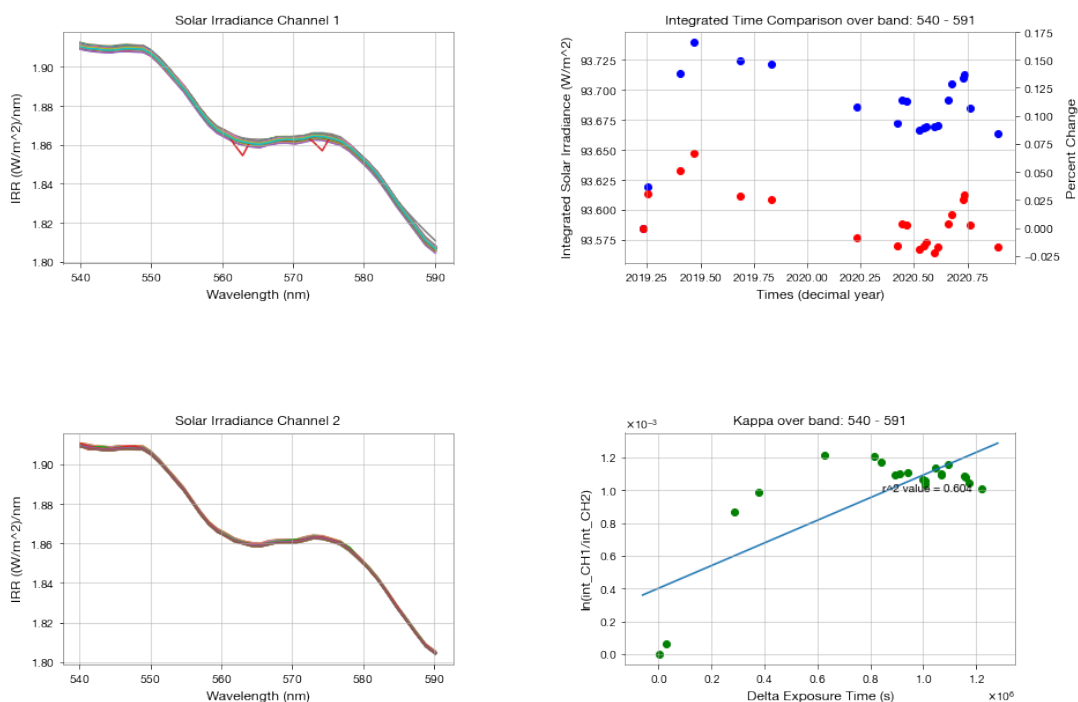 Solar Irradiance Channel 1
IRR ((W/m^2)/nm)
1.90
1.88
1.86
1.84
1.82
1.80
540 550 560 570 580 590
Wavelength (nm)
Integrated Time Comparison over band: 540 - 591
Integrated Solar Irradiance (W/m^2)
93.725
93.700
93.675
93.650
93.625
93.600
93.575
0.175
0.150
0.125
0.100
0.075
0.050
0.025
0.000
−0.025
Percent Change
2019.25 2019.50 2019.75 2020.00 2020.25 2020.50 2020.75
Times (decimal year)
Solar Irradiance Channel 2
IRR ((W/m^2)/nm)
1.90
1.88
1.86
1.84
1.82
1.80
540 550 560 570 580 590
Wavelength (nm)
Kappa over band: 540 - 591
×10⁻³
ln(int_CH1/int_CH2)
1.2
1.0
0.8
0.6
0.4
0.2
0.0
r^2 value = 0.604
0.0 0.2 0.4 0.6 0.8 1.0 1.2
Delta Exposure Time (s)
×10⁶